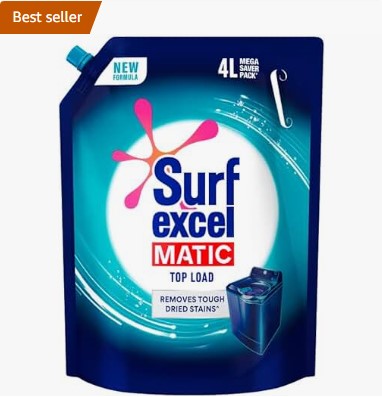 Best seller
NEW
FORMULA
4L MEGA
SAVER
PACK*
Surf
excel
MATIC
TOP LOAD
REMOVES TOUGH
DRIED STAINS^